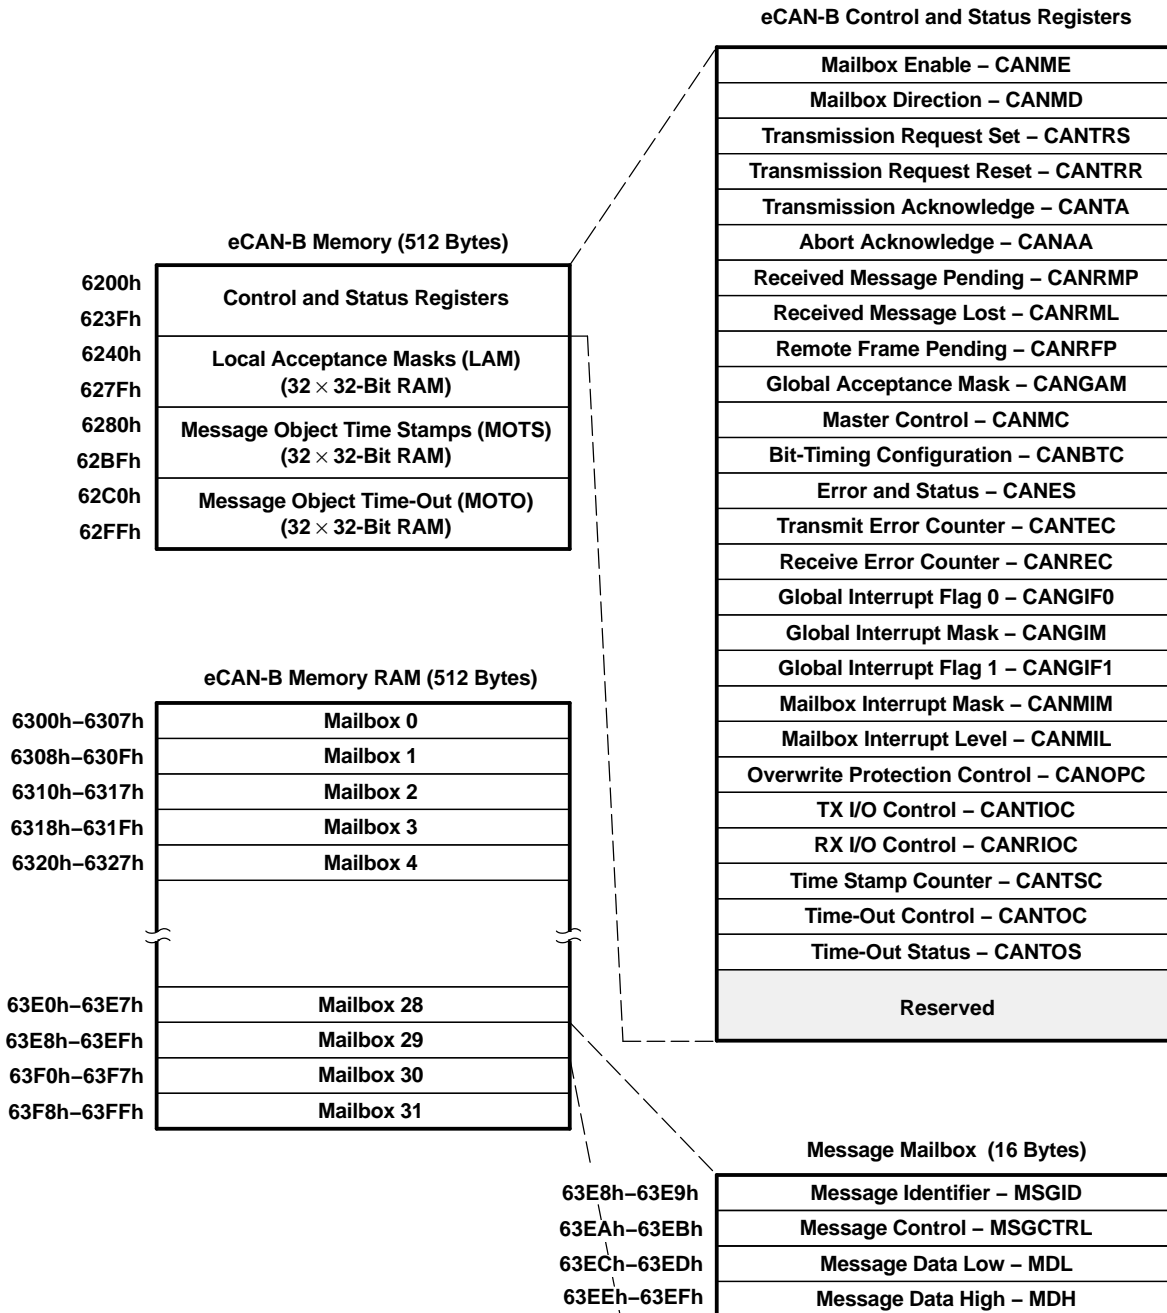 eCAN-B Control and Status Registers
Mailbox Enable – CANME
Mailbox Direction – CANMD
Transmission Request Set – CANTRS
Transmission Request Reset – CANTRR
Transmission Acknowledge – CANTA
Abort Acknowledge – CANAA
Received Message Pending – CANRMP
Received Message Lost – CANRML
Remote Frame Pending – CANRFP
Global Acceptance Mask – CANGAM
Master Control – CANMC
Bit-Timing Configuration – CANBTC
Error and Status – CANES
Transmit Error Counter – CANTEC
Receive Error Counter – CANREC
Global Interrupt Flag 0 – CANGIF0
Global Interrupt Mask – CANGIM
Global Interrupt Flag 1 – CANGIF1
Mailbox Interrupt Mask – CANMIM
Mailbox Interrupt Level – CANMIL
Overwrite Protection Control – CANOPC
TX I/O Control – CANTIOC
RX I/O Control – CANRIOC
Time Stamp Counter – CANTSC
Time-Out Control – CANTOC
Time-Out Status – CANTOS
Reserved
eCAN-B Memory (512 Bytes)
6200h
Control and Status Registers
623Fh
6240h
Local Acceptance Masks (LAM)
(32 × 32-Bit RAM)
627Fh
6280h
Message Object Time Stamps (MOTS)
(32 × 32-Bit RAM)
62BFh
62C0h
Message Object Time-Out (MOTO)
(32 × 32-Bit RAM)
62FFh
eCAN-B Memory RAM (512 Bytes)
6300h–6307h Mailbox 0
6308h–630Fh Mailbox 1
6310h–6317h Mailbox 2
6318h–631Fh Mailbox 3
6320h–6327h Mailbox 4
63E0h–63E7h Mailbox 28
63E8h–63EFh Mailbox 29
63F0h–63F7h Mailbox 30
63F8h–63FFh Mailbox 31
Message Mailbox (16 Bytes)
63E8h–63E9h Message Identifier – MSGID
63EAh–63EBh Message Control – MSGCTRL
63ECh–63EDh Message Data Low – MDL
63EEh–63EFh Message Data High – MDH